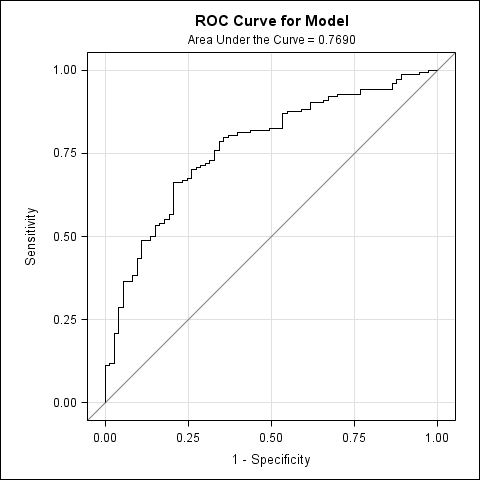 ROC Curve for Model
Area Under the Curve = 0.7690
1.00
0.75
0.50
0.25
0.00
Sensitivity
0.00 0.25 0.50 0.75 1.00
1 - Specificity